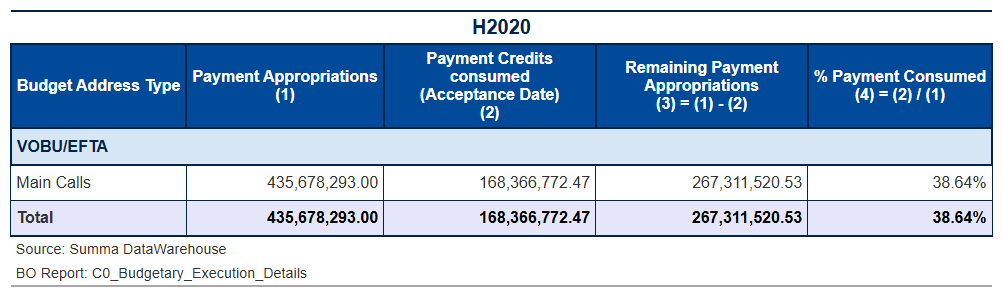 H2020
Budget Address Type
Payment Appropriations
(1)
Payment Credits
consumed
(Acceptance Date)
(2)
Remaining Payment
Appropriations
(3) = (1) - (2)
% Payment Consumed
(4) = (2) / (1)
VOBU/EFTA
Main Calls 435,678,293.00 168,366,772.47 267,311,520.53 38.64%
Total 435,678,293.00 168,366,772.47 267,311,520.53 38.64%
Source: Summa DataWarehouse
BO Report: C0_Budgetary_Execution_Details